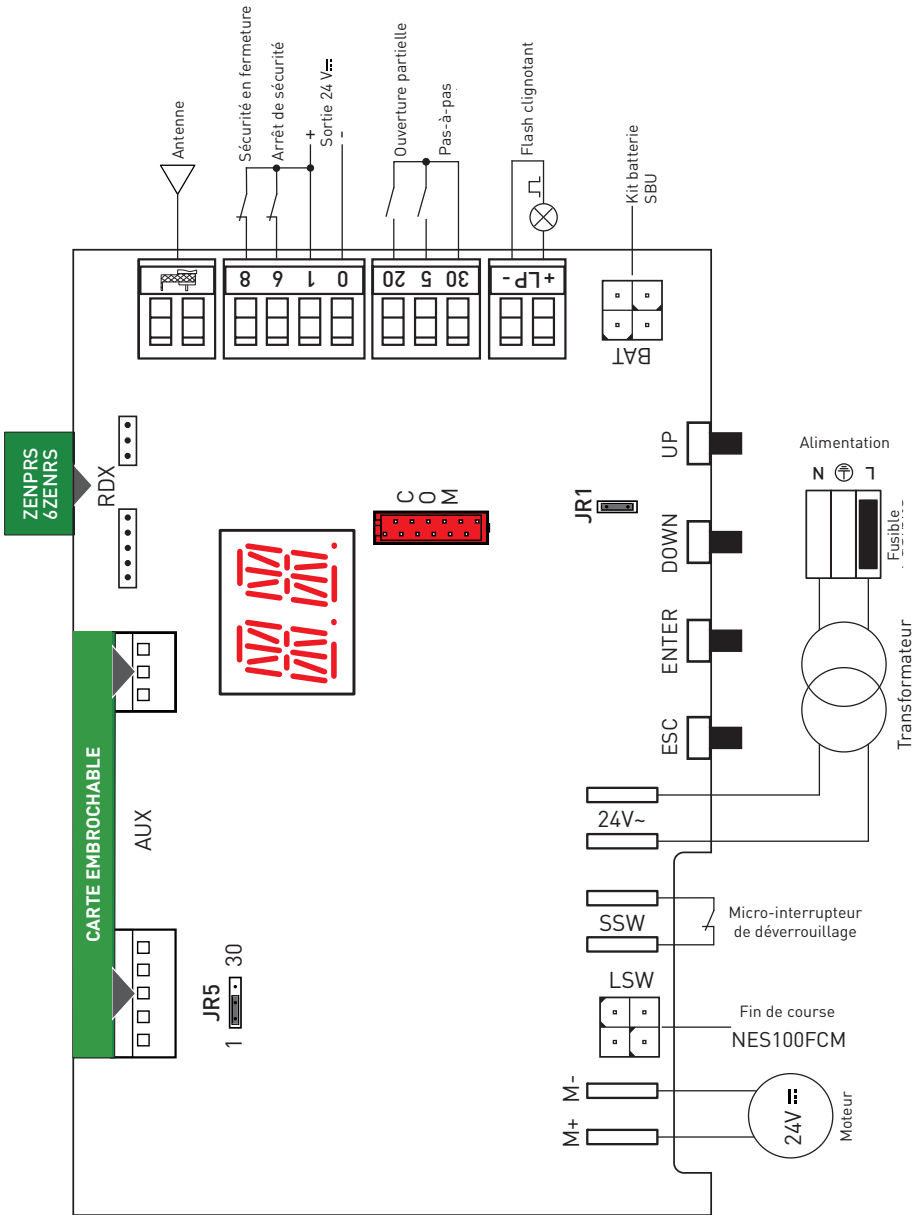 Antenne
Sécurité en fermeture
Arrêt de sécurité
+
Sortie 24 V
-
Ouverture partielle
Pas-à-pas
Flash clignotant
Kit batterie
SBU
8
6
1
0
20
5
30
- LP +
BAT
ZENPRS
6ZENRS
RDX
COM
JR1
CARTE EMBROCHABLE
AUX
JR5
1
30
UP
DOWN
ENTER
ESC
Alimentation
N
L
Fusible
Transformateur
24V~
SSW
Micro-interrupteur
de déverrouillage
LSW
Fin de course
NES100FCM
M-
M+
24V
Moteur